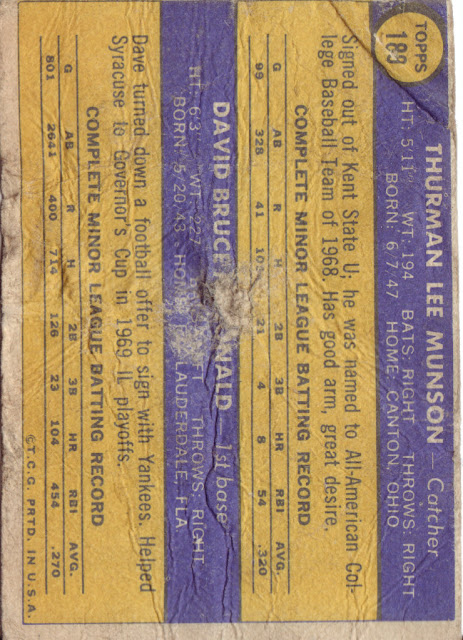 TOPPS
189
THURMAN LEE MUNSON — Catcher
HT: 5'11" WT: 194 BATS: RIGHT THROWS: RIGHT
BORN: 6-7-47 HOME: CANTON, OHIO
Signed out of Kent State U; he was named to All-American Col-
lege Baseball Team of 1968. Has good arm, great desire.
COMPLETE MINOR LEAGUE BATTING RECORD
G AB R H 2B 3B HR RBI AVG.
99 328 41 21 4 8 54 .320
DAVID BRUCE 1st base
HT: 6'3" WT: 227 THROWS: RIGHT
BORN: 5-20-43 LAUDERDALE, FLA
Dave turned down a football offer to sign with Yankees. Helped
Syracuse to Governor's Cup in 1969 IL playoffs.
COMPLETE MINOR LEAGUE BATTING RECORD
G AB R H 2B 3B HR RBI AVG.
801 2641 400 714 126 23 104 454 .270
©T.C.G. PRTD. IN U.S.A.